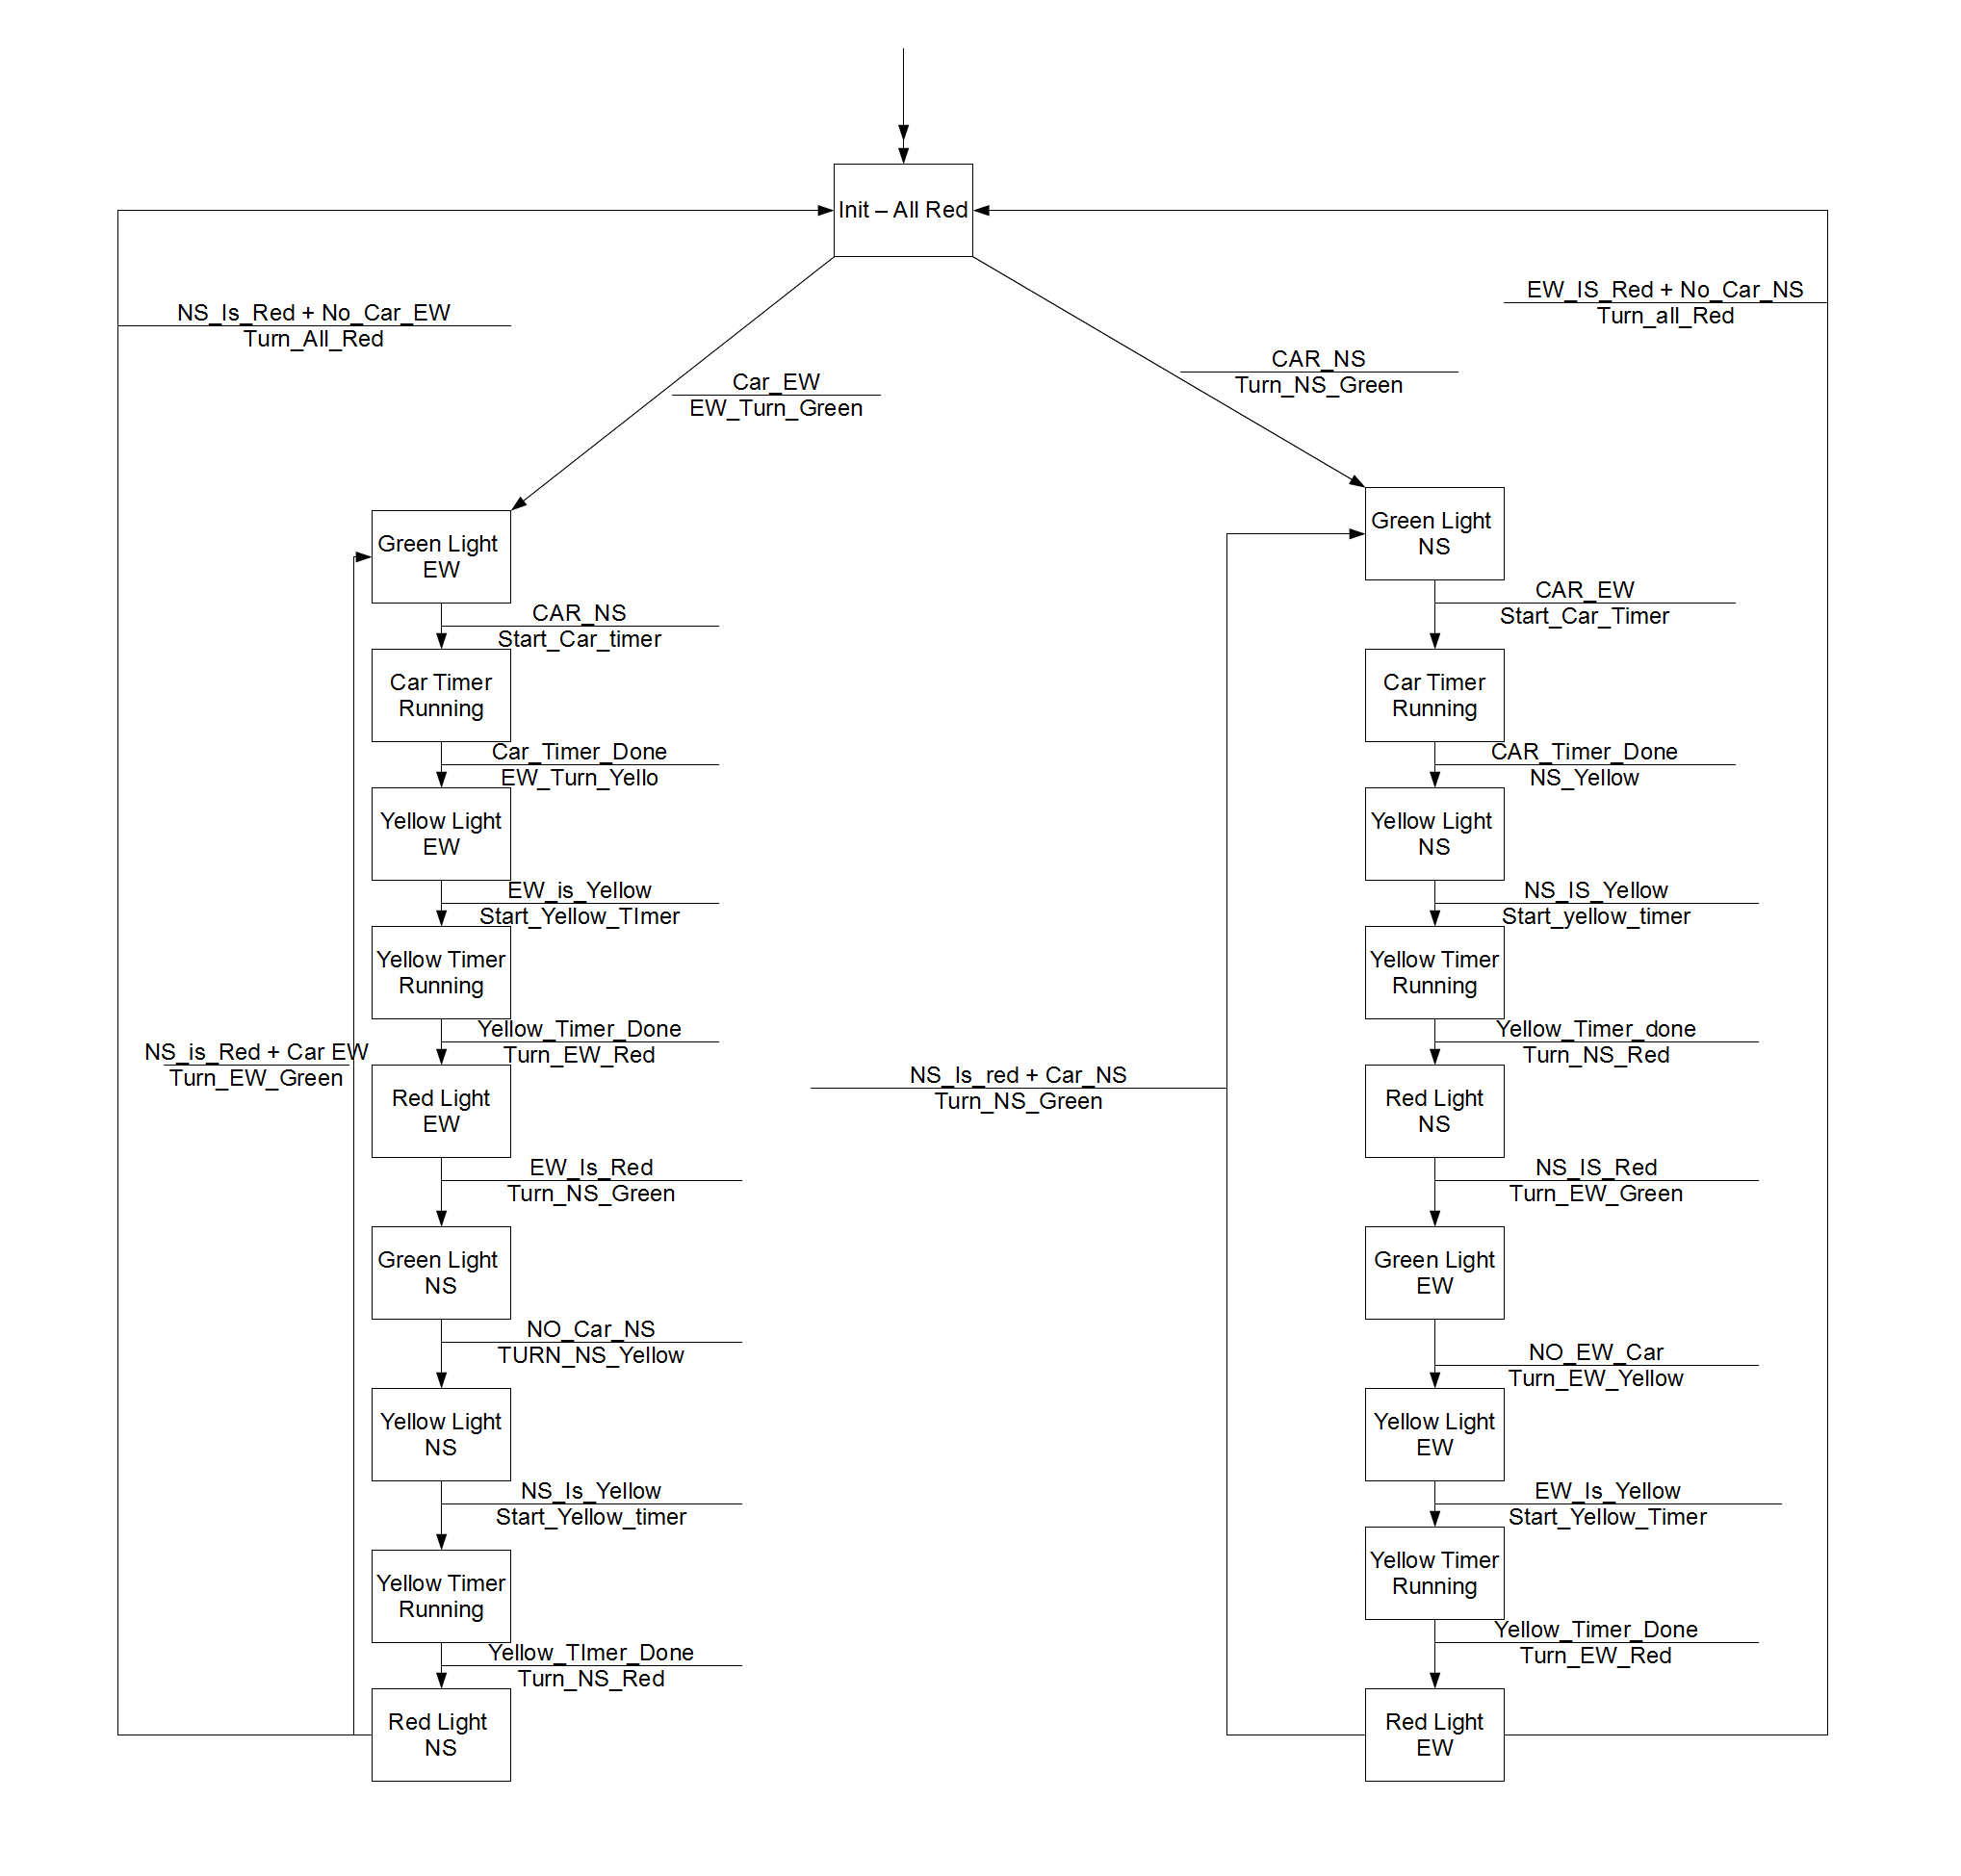 Init – All Red
NS_Is_Red + No_Car_EW
Turn_All_Red
EW_IS_Red + No_Car_NS
Turn_all_Red
Car_EW
EW_Turn_Green
CAR_NS
Turn_NS_Green
Green Light
EW
CAR_NS
Start_Car_timer
Car Timer
Running
Car_Timer_Done
EW_Turn_Yello
Yellow Light
EW
EW_is_Yellow
Start_Yellow_TImer
Yellow Timer
Running
Yellow_Timer_Done
Turn_EW_Red
NS_is_Red + Car EW
Turn_EW_Green
Red Light
EW
EW_Is_Red
Turn_NS_Green
Green Light
NS
NO_Car_NS
TURN_NS_Yellow
Yellow Light
NS
NS_Is_Yellow
Start_Yellow_timer
Yellow Timer
Running
Yellow_TImer_Done
Turn_NS_Red
Red Light
NS
Green Light
NS
CAR_EW
Start_Car_Timer
Car Timer
Running
CAR_Timer_Done
NS_Yellow
Yellow Light
NS
NS_IS_Yellow
Start_yellow_timer
Yellow Timer
Running
Yellow_Timer_done
Turn_NS_Red
NS_Is_red + Car_NS
Turn_NS_Green
Red Light
NS
NS_IS_Red
Turn_EW_Green
Green Light
EW
NO_EW_Car
Turn_EW_Yellow
Yellow Light
EW
EW_Is_Yellow
Start_Yellow_Timer
Yellow Timer
Running
Yellow_Timer_Done
Turn_EW_Red
Red Light
EW